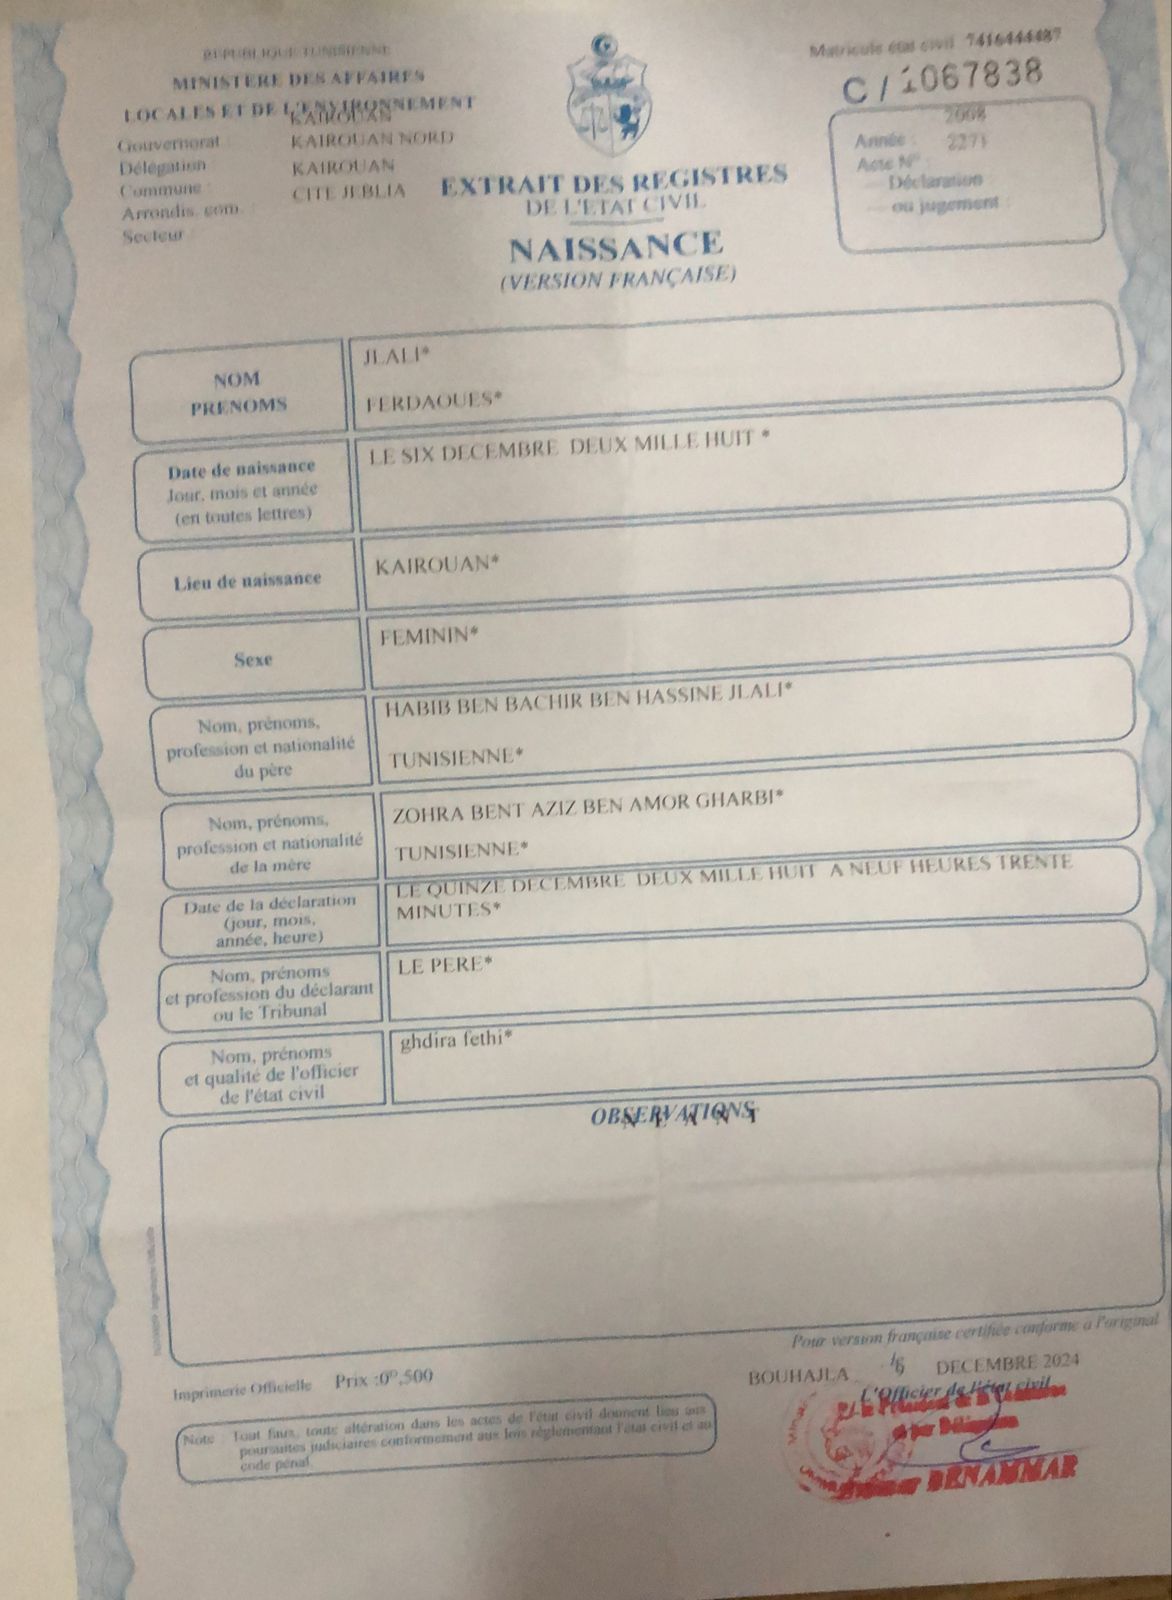 REPUBLIQUE TUNISIENNE
MINISTERE DES AFFAIRES
LOCALES ET DE L'ENVIRONNEMENT
Gouvernorat : KAIROUAN
Délégation KAIROUAN NORD
Commune : KAIROUAN
Arrondis. com. : CITE JEBLIA
Secteur :
EXTRAIT DES REGISTRES
DE L'ETAT CIVIL
NAISSANCE
(VERSION FRANÇAISE)
Matricule état civil 7416444487
C / 1067838
Année : 2008
Acte N° : 2271
Déclaration
ou jugement :
NOM
PRENOMS
JLALI*
FERDAOUES*
Date de naissance
Jour, mois et année
(en toutes lettres)
LE SIX DECEMBRE DEUX MILLE HUIT *
Lieu de naissance
KAIROUAN*
Sexe
FEMININ*
Nom, prénoms,
profession et nationalité
du père
HABIB BEN BACHIR BEN HASSINE JLALI*
TUNISIENNE*
Nom, prénoms,
profession et nationalité
de la mère
ZOHRA BENT AZIZ BEN AMOR GHARBI*
TUNISIENNE*
Date de la déclaration
(jour, mois,
année, heure)
LE QUINZE DECEMBRE DEUX MILLE HUIT A NEUF HEURES TRENTE
MINUTES*
Nom, prénoms
et profession du déclarant
ou le Tribunal
LE PERE*
Nom, prénoms
et qualité de l'officier
de l'état civil
ghdira fethi*
OBSERVATIONS
N E A N T
Pour version française certifiée conforme à l'original
BOUHAJLA 16 DECEMBRE 2024
L'Officier de l'état civil
P/ le Président de la
et par Délégation
BENAMMAR
Imprimerie Officielle Prix :0ᴰ,500
Note : Tout faux, toute altération dans les actes de l'état civil donnent lieu aux
poursuites judiciaires conformement aux lois règlementant l'état civil et au
code pénal.